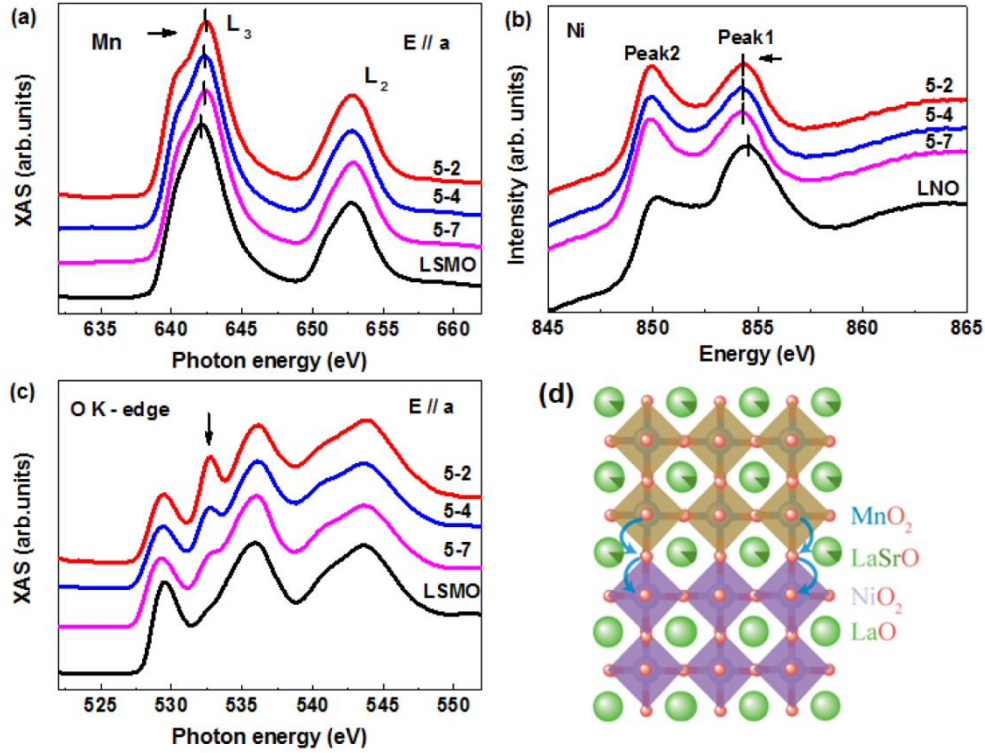 (a)
Mn
L3
E // a
L2
5-2
5-4
5-7
LSMO
XAS (arb.units)
635 640 645 650 655 660
Photon energy (eV)
(b)
Ni
Peak2
Peak1
5-2
5-4
5-7
LNO
Intensity (arb. units)
845 850 855 860 865
Energy (eV)
(c)
O K - edge
E // a
5-2
5-4
5-7
LSMO
XAS (arb.units)
525 530 535 540 545 550
Photon energy (eV)
(d)
MnO2
LaSrO
NiO2
LaO